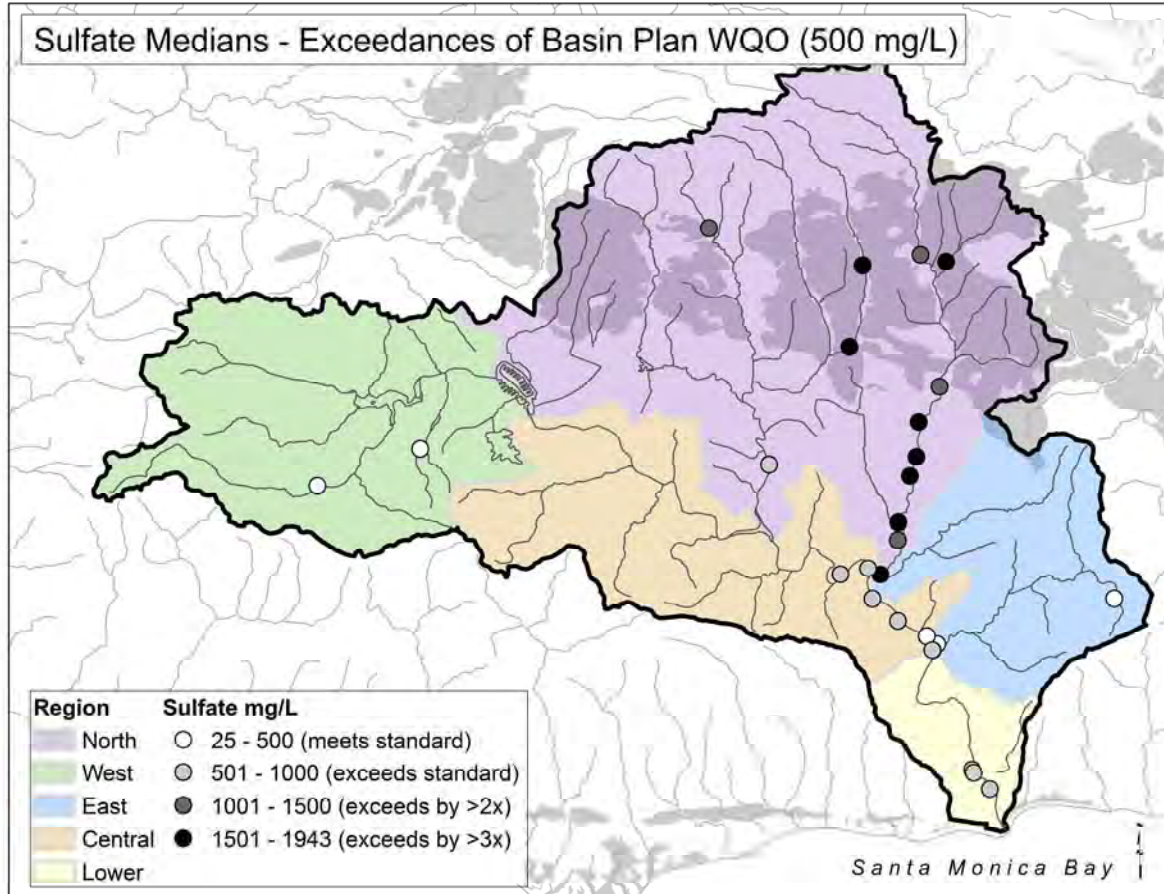 Sulfate Medians - Exceedances of Basin Plan WQO (500 mg/L)
Region Sulfate mg/L
North 25 - 500 (meets standard)
West 501 - 1000 (exceeds standard)
East 1001 - 1500 (exceeds by >2x)
Central 1501 - 1943 (exceeds by >3x)
Lower
Santa Monica Bay